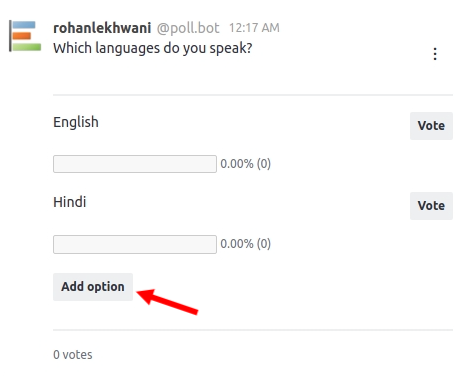 rohanlekhwani @poll.bot 12:17 AM
Which languages do you speak?
English
Vote
0.00% (0)
Hindi
Vote
0.00% (0)
Add option
0 votes